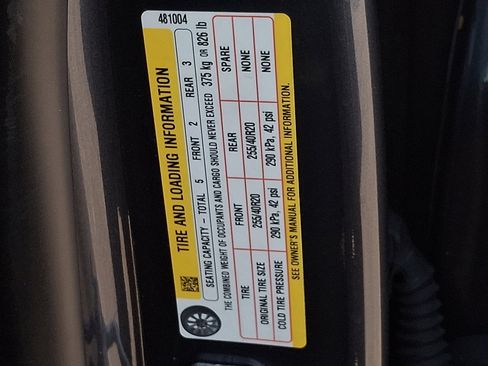 481004
TIRE AND LOADING INFORMATION
SEATING CAPACITY - TOTAL 5 FRONT 2 REAR 3
THE COMBINED WEIGHT OF OCCUPANTS AND CARGO SHOULD NEVER EXCEED 375 kg OR 826 lb
TIRE FRONT REAR SPARE
ORIGINAL TIRE SIZE 255/40R20 255/40R20 NONE
COLD TIRE PRESSURE 290 kPa, 42 psi 290 kPa, 42 psi NONE
SEE OWNER'S MANUAL FOR ADDITIONAL INFORMATION.